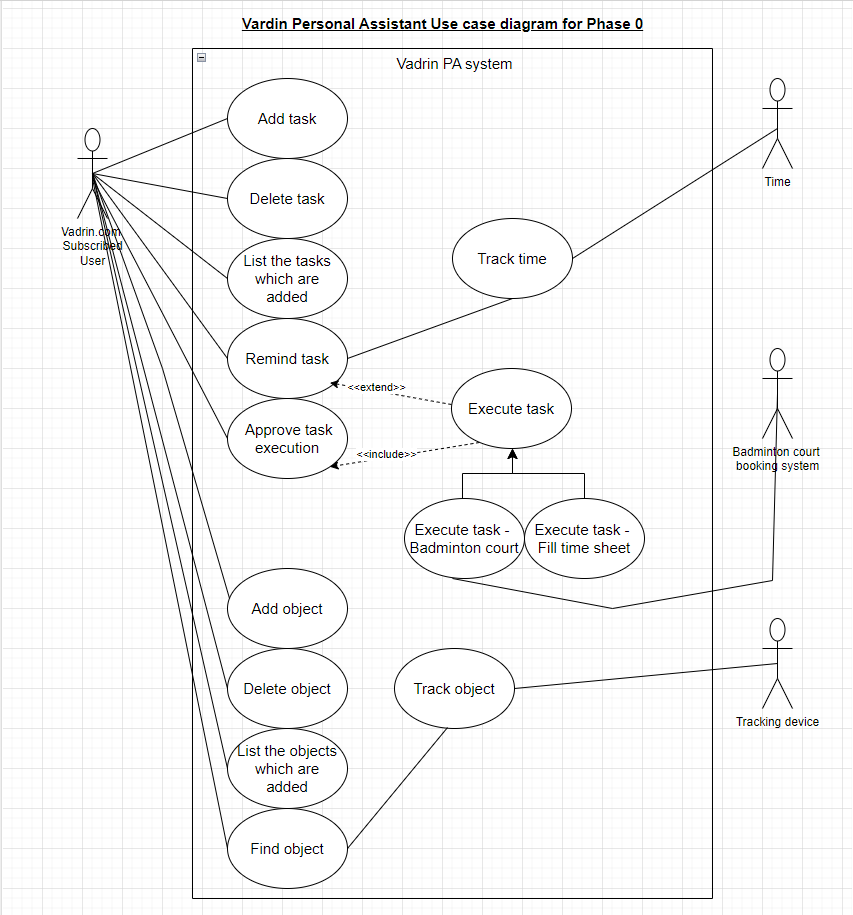 Vardin Personal Assistant Use case diagram for Phase 0
Vadrin PA system
Add task
Delete task
List the tasks
which are
added
Remind task
Approve task
execution
Track time
<<extend>>
<<include>>
Execute task
Execute task -
Badminton court
Execute task -
Fill time sheet
Add object
Delete object
List the objects
which are
added
Find object
Track object
Vadrin.com
Subscribed
User
Time
Badminton court
booking system
Tracking device